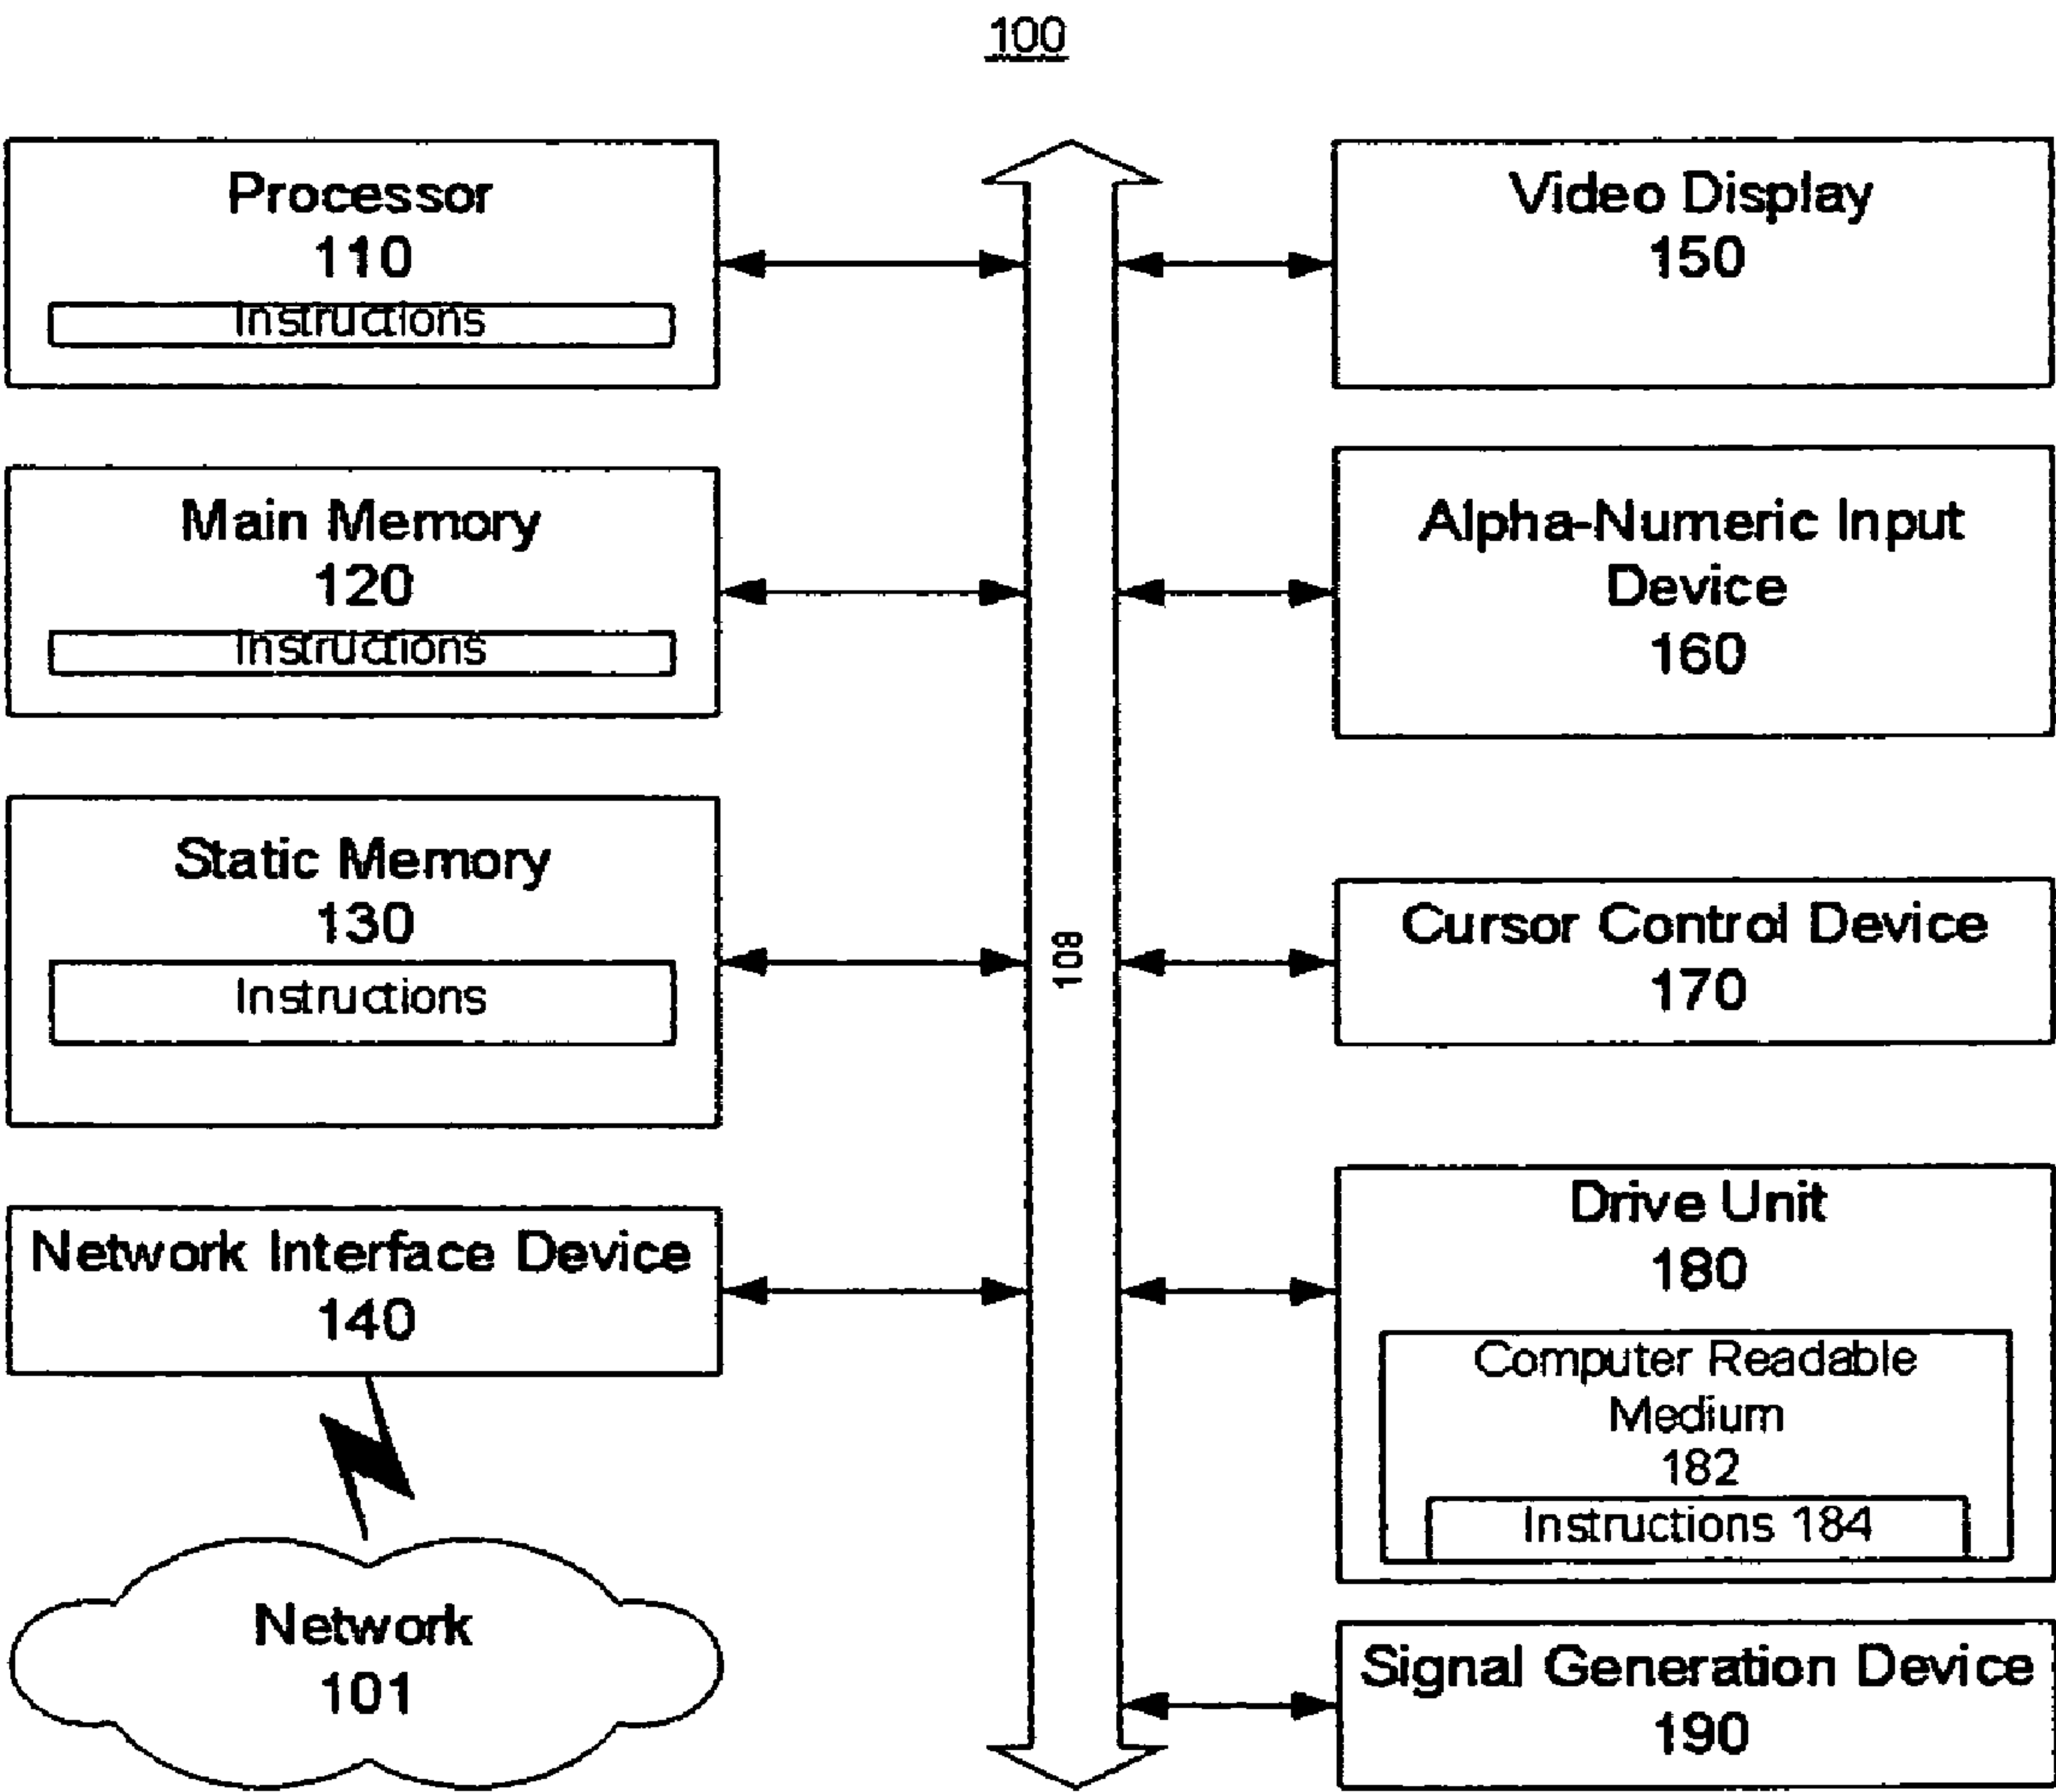 100
Processor
110
Instructions
Main Memory
120
Instructions
Static Memory
130
Instructions
Network Interface Device
140
Network
101
108
Video Display
150
Alpha-Numeric Input
Device
160
Cursor Control Device
170
Drive Unit
180
Computer Readable
Medium
182
Instructions 184
Signal Generation Device
190